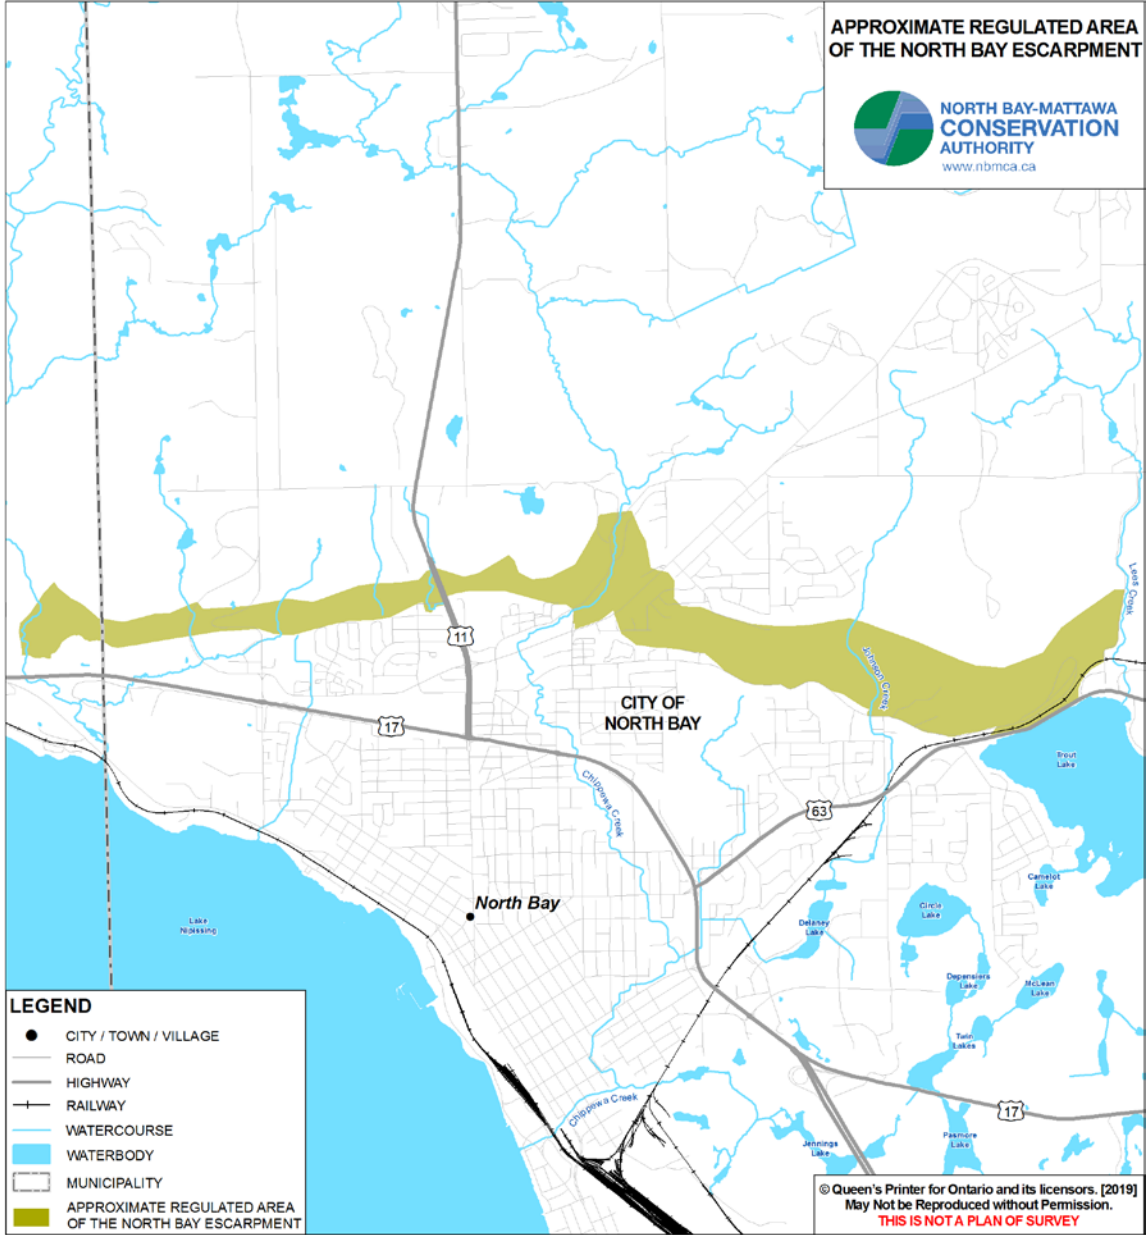 APPROXIMATE REGULATED AREA
OF THE NORTH BAY ESCARPMENT
NORTH BAY-MATTAWA
CONSERVATION
AUTHORITY
www.nbmca.ca
Lees Creek
11
Johnson Creek
CITY OF
NORTH BAY
17
Trout
Lake
Chippewa Creek
63
Camelot
Lake
North Bay
Circle
Lake
Lake
Nipissing
Delaney
Lake
Depensiers
Lake
McLean
Lake
Twin
Lakes
Chippewa Creek
17
Jennings
Lake
Pasmore
Lake
LEGEND
CITY / TOWN / VILLAGE
ROAD
HIGHWAY
RAILWAY
WATERCOURSE
WATERBODY
MUNICIPALITY
APPROXIMATE REGULATED AREA
OF THE NORTH BAY ESCARPMENT
© Queen's Printer for Ontario and its licensors. [2019]
May Not be Reproduced without Permission.
THIS IS NOT A PLAN OF SURVEY